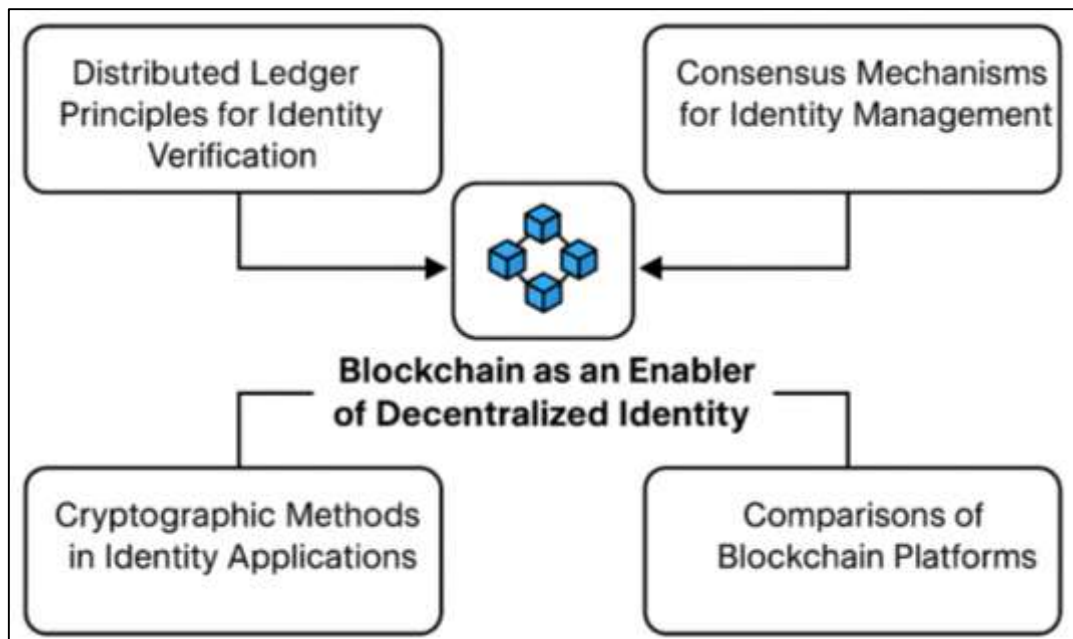 Distributed Ledger
Principles for Identity
Verification
Consensus Mechanisms
for Identity Management
Blockchain as an Enabler
of Decentralized Identity
Cryptographic Methods
in Identity Applications
Comparisons of
Blockchain Platforms